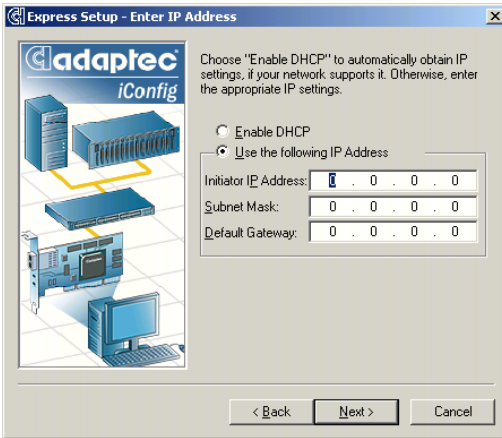 Express Setup - Enter IP Address
adaptec
iConfig
Choose "Enable DHCP" to automatically obtain IP
settings, if your network supports it. Otherwise, enter
the appropriate IP settings.
Enable DHCP
Use the following IP Address
Initiator IP Address: 0 . 0 . 0 . 0
Subnet Mask: 0 . 0 . 0 . 0
Default Gateway: 0 . 0 . 0 . 0
< Back
Next >
Cancel